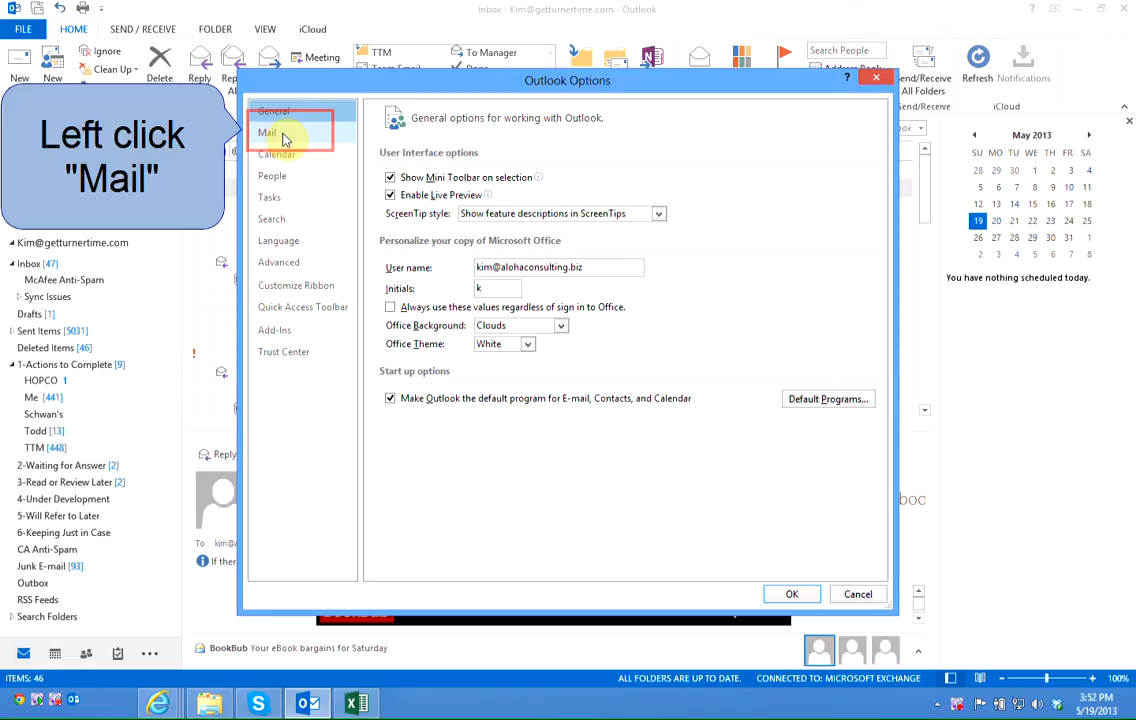 Inbox - Kim@getturnertime.com - Outlook
FILE
HOME
SEND / RECEIVE
FOLDER
VIEW
iCloud
New
New
Ignore
Clean Up
Delete
Reply
Meeting
TTM
To Manager
Search People
Send/Receive
All Folders
Send/Receive
Refresh
Notifications
iCloud
Left click
"Mail"
Kim@getturnertime.com
Inbox [47]
McAfee Anti-Spam
Sync Issues
Drafts [1]
Sent Items [5031]
Deleted Items [46]
1-Actions to Complete [9]
HOPCO 1
Me [441]
Schwan's
Todd [13]
TTM [448]
2-Waiting for Answer [2]
3-Read or Review Later [2]
4-Under Development
5-Will Refer to Later
6-Keeping Just in Case
CA Anti-Spam
Junk E-mail [93]
Outbox
RSS Feeds
Search Folders
Outlook Options
General
Mail
Calendar
People
Tasks
Search
Language
Advanced
Customize Ribbon
Quick Access Toolbar
Add-Ins
Trust Center
General options for working with Outlook.
User Interface options
Show Mini Toolbar on selection
Enable Live Preview
ScreenTip style: Show feature descriptions in ScreenTips
Personalize your copy of Microsoft Office
User name: kim@alohaconsulting.biz
Initials: k
Always use these values regardless of sign in to Office.
Office Background: Clouds
Office Theme: White
Start up options
Make Outlook the default program for E-mail, Contacts, and Calendar
Default Programs...
OK
Cancel
May 2013
SU MO TU WE TH FR SA
28 29 30 1 2 3 4
5 6 7 8 9 10 11
12 13 14 15 16 17 18
19 20 21 22 23 24 25
26 27 28 29 30 31 1
2 3 4 5 6 7 8
You have nothing scheduled today.
Reply
To kim@a
If ther
BookBub Your eBook bargains for Saturday
ITEMS: 46
ALL FOLDERS ARE UP TO DATE.
CONNECTED TO: MICROSOFT EXCHANGE
100%
3:52 PM
5/19/2013